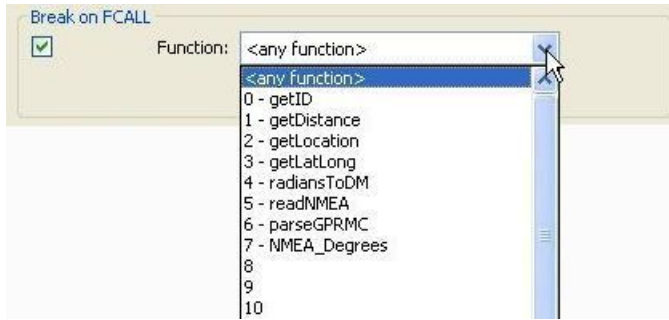 Break on FCALL
Function: <any function>
<any function>
0 - getID
1 - getDistance
2 - getLocation
3 - getLatLong
4 - radiansToDM
5 - readNMEA
6 - parseGPRMC
7 - NMEA_Degrees
8
9
10